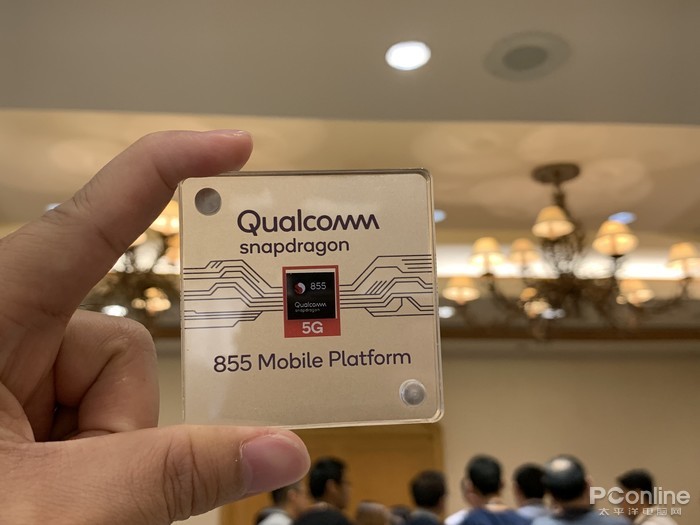 Qualcomm
snapdragon
855
Qualcomm
snapdragon
5G
855 Mobile Platform
PConline
太平洋电脑网